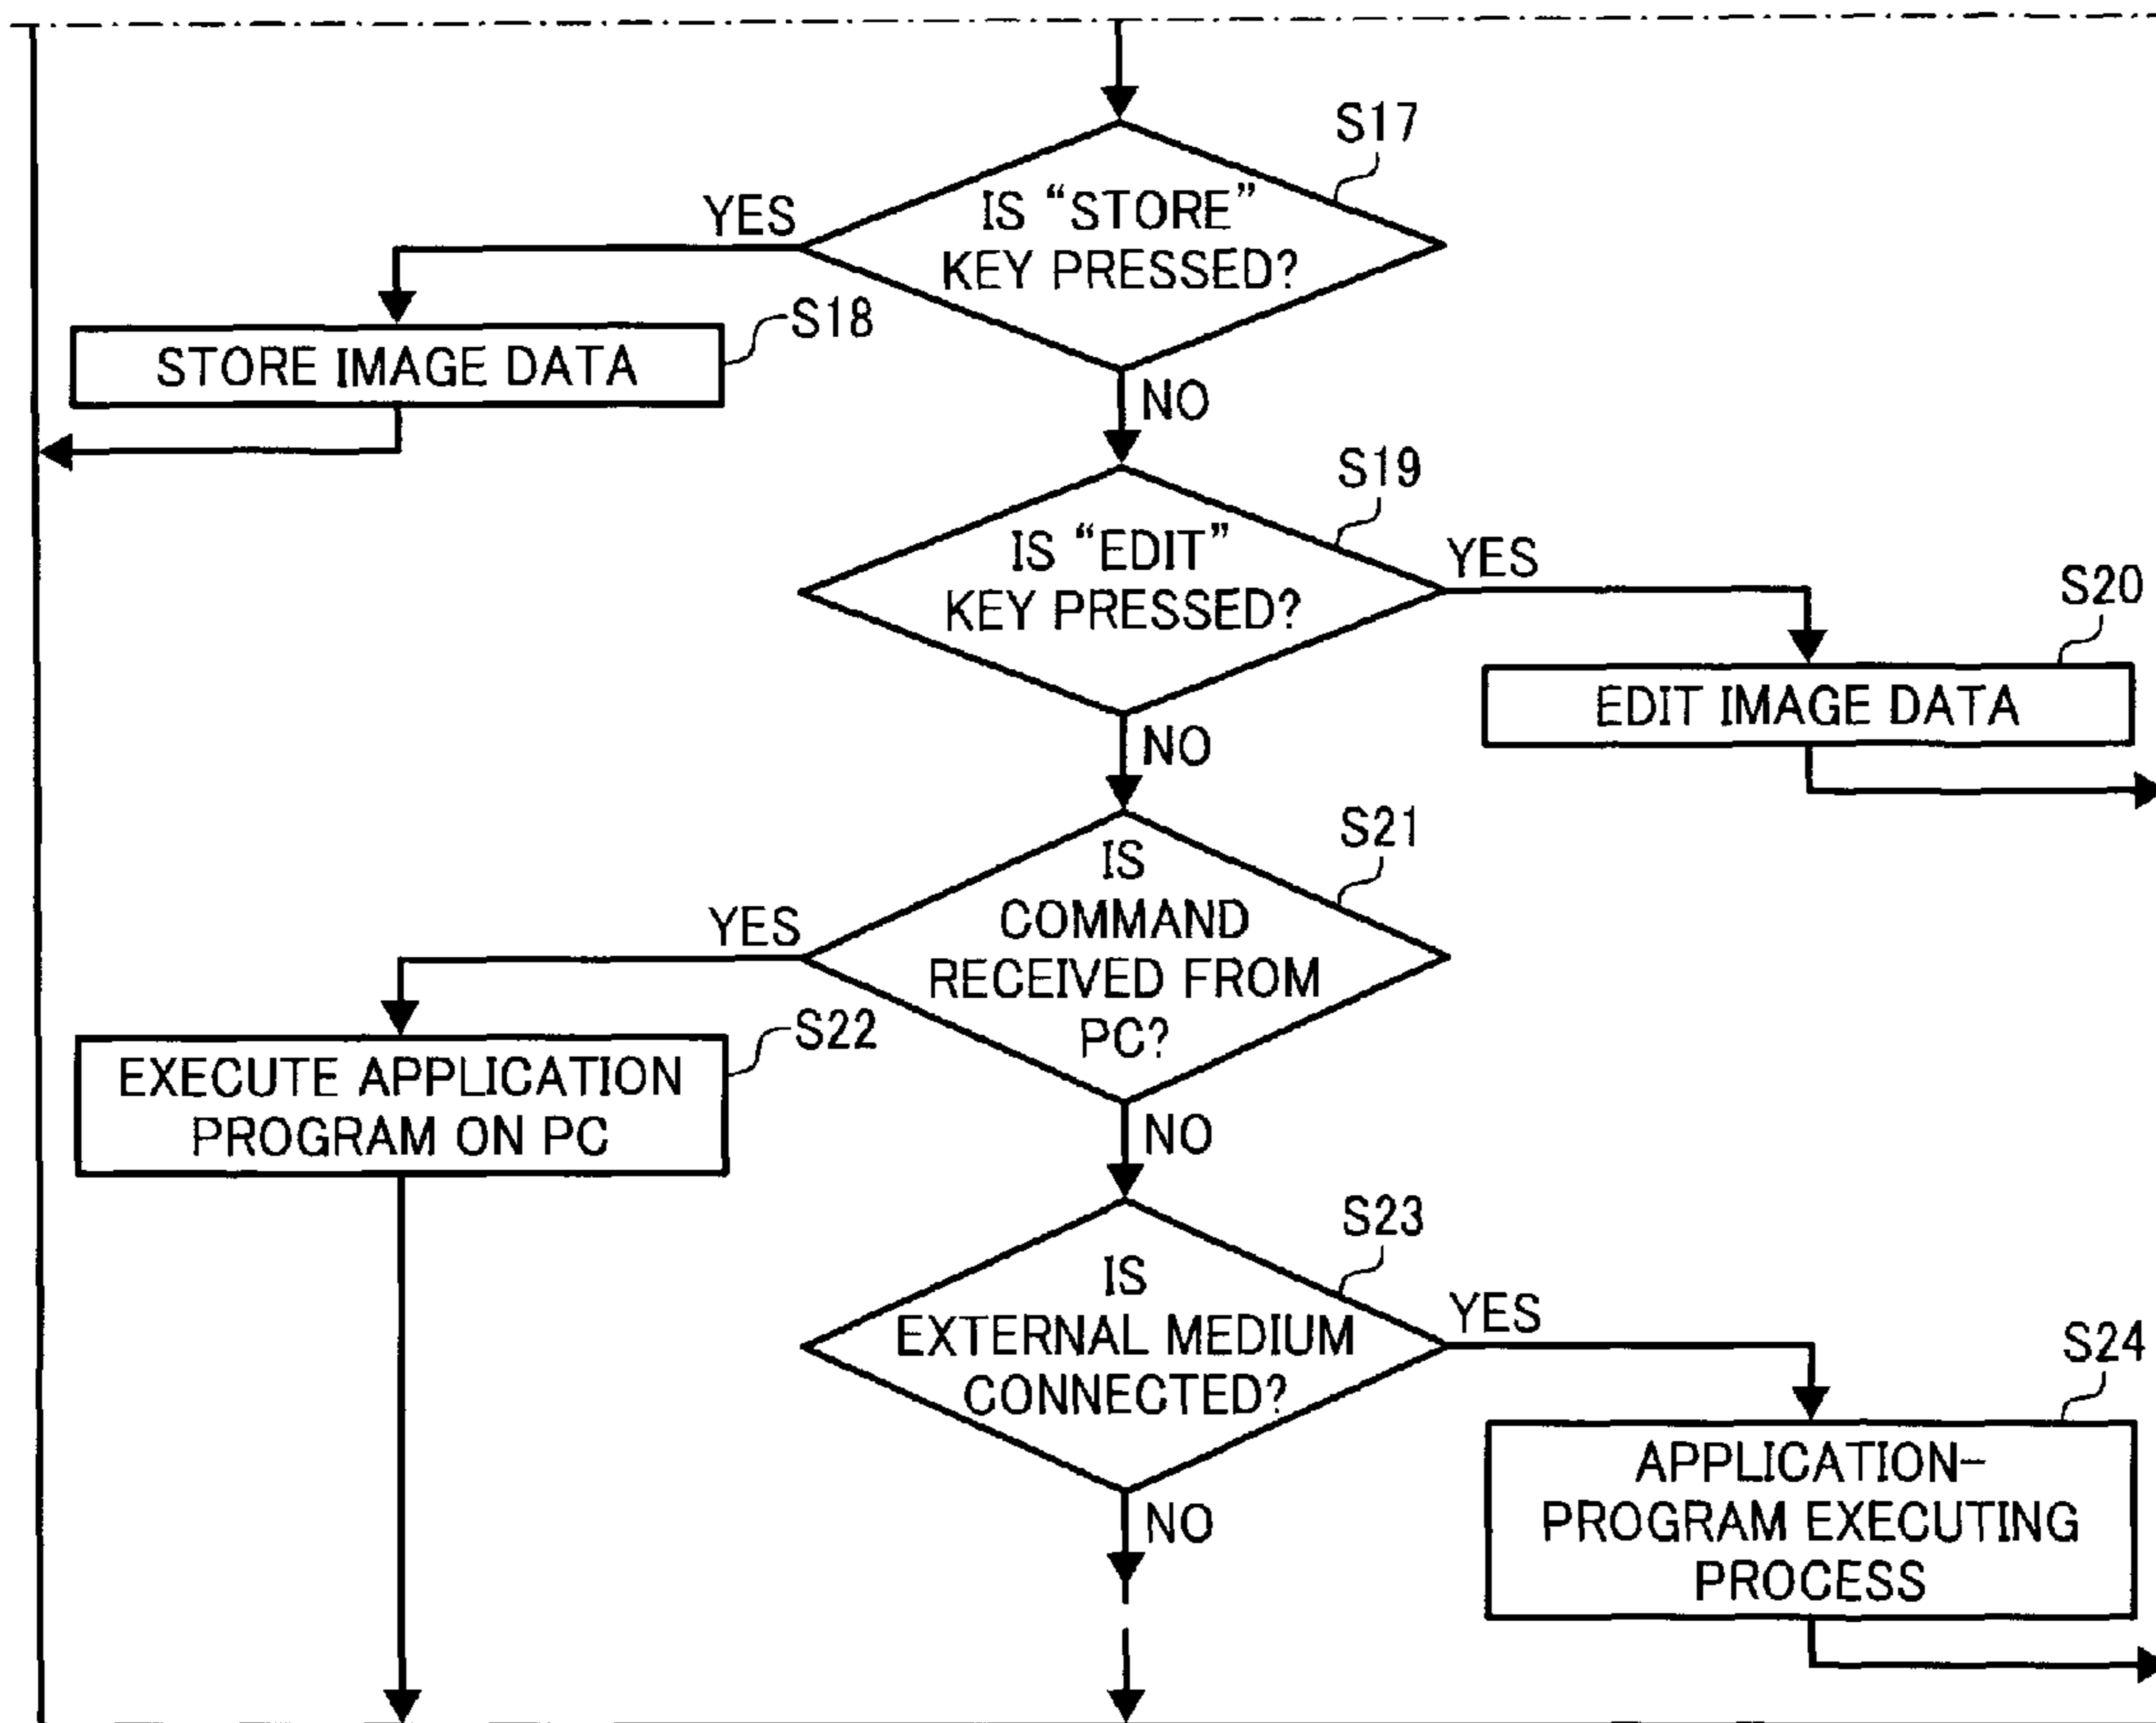 S17
IS “STORE”
KEY PRESSED?
YES
S18
STORE IMAGE DATA
NO
S19
IS “EDIT”
KEY PRESSED?
YES
S20
EDIT IMAGE DATA
NO
S21
IS
COMMAND
RECEIVED FROM
PC?
YES
S22
EXECUTE APPLICATION
PROGRAM ON PC
NO
S23
IS
EXTERNAL MEDIUM
CONNECTED?
YES
S24
APPLICATION-
PROGRAM EXECUTING
PROCESS
NO